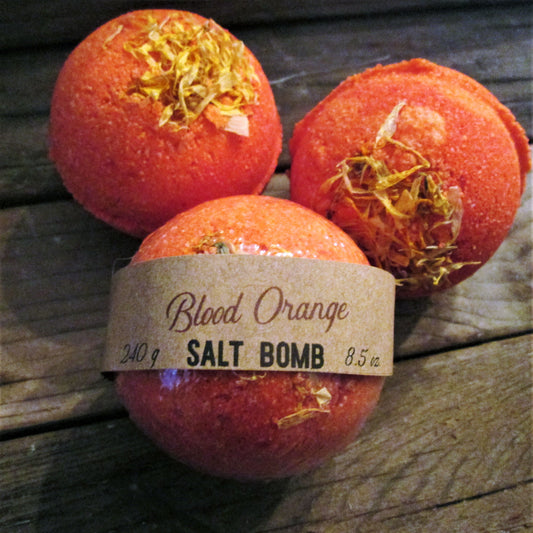 Blood Orange
240 g SALT BOMB 8.5 oz